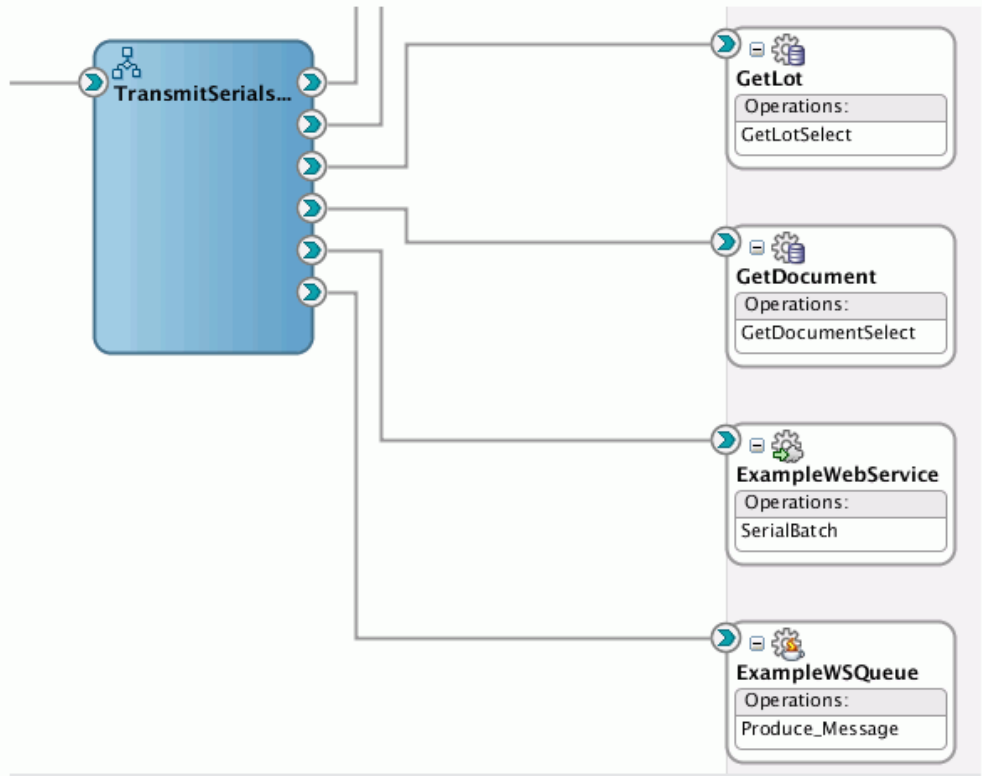 TransmitSerials...
GetLot
Operations:
GetLotSelect
GetDocument
Operations:
GetDocumentSelect
ExampleWebService
Operations:
SerialBatch
ExampleWSQueue
Operations:
Produce_Message